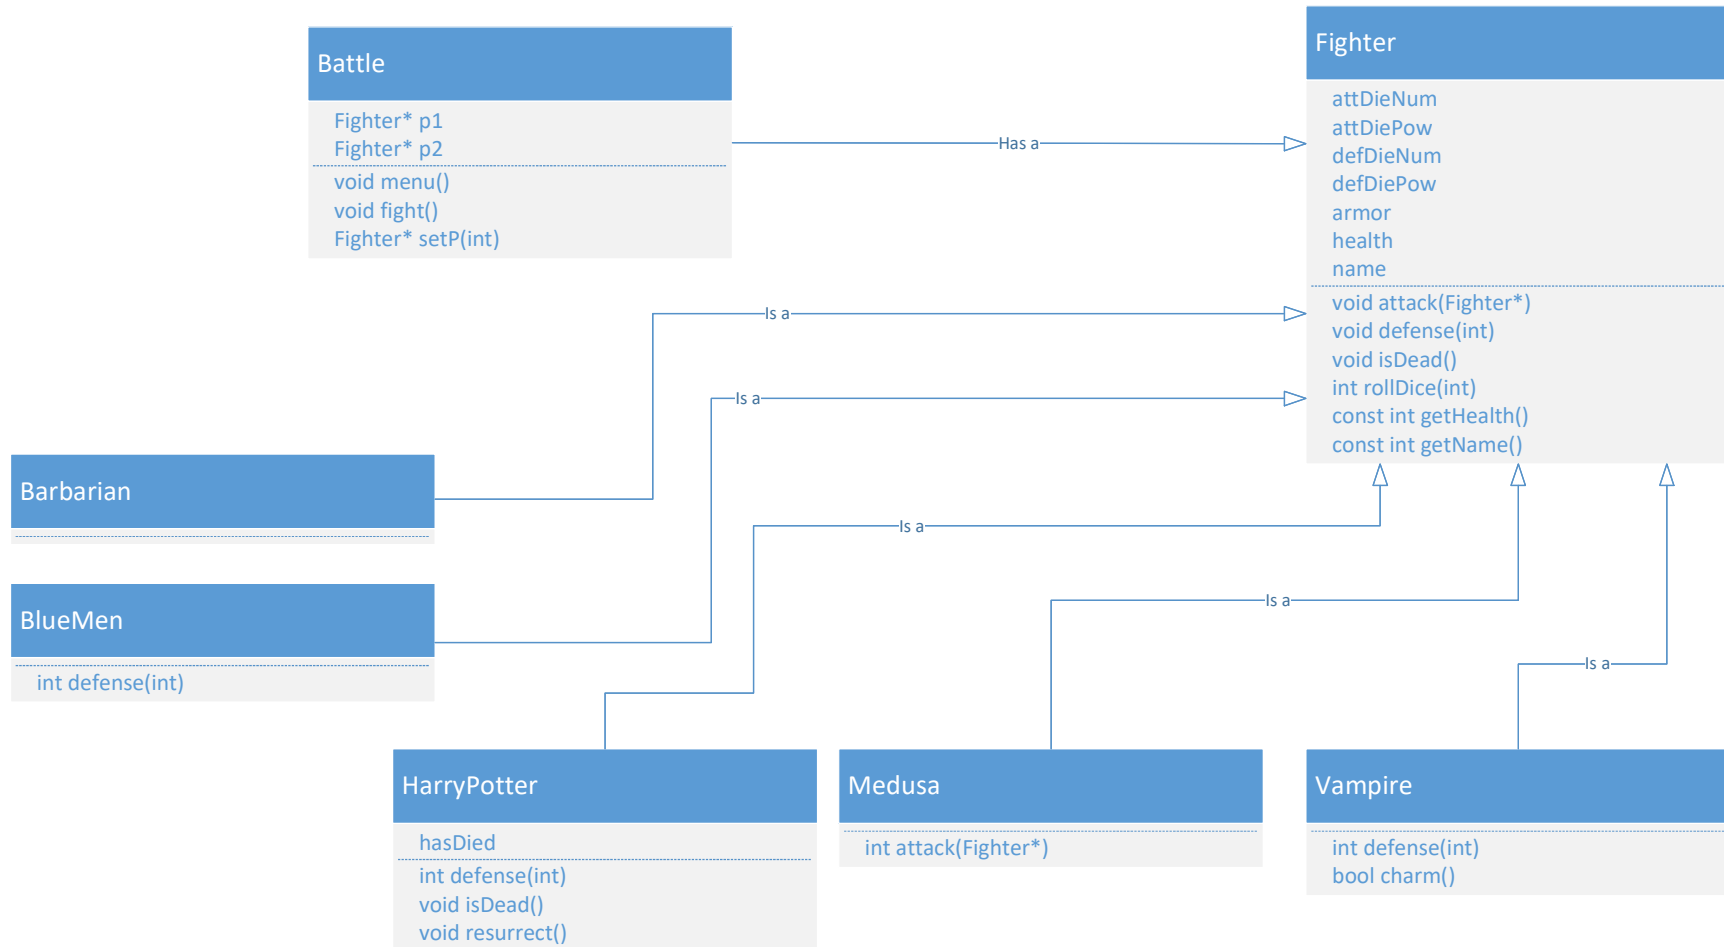 Battle
Fighter* p1
Fighter* p2
void menu()
void fight()
Fighter* setP(int)
Has a
Fighter
attDieNum
attDiePow
defDieNum
defDiePow
armor
health
name
void attack(Fighter*)
void defense(int)
void isDead()
int rollDice(int)
const int getHealth()
const int getName()
Is a
Is a
Barbarian
Is a
BlueMen
int defense(int)
Is a
Is a
HarryPotter
hasDied
int defense(int)
void isDead()
void resurrect()
Medusa
int attack(Fighter*)
Vampire
int defense(int)
bool charm()